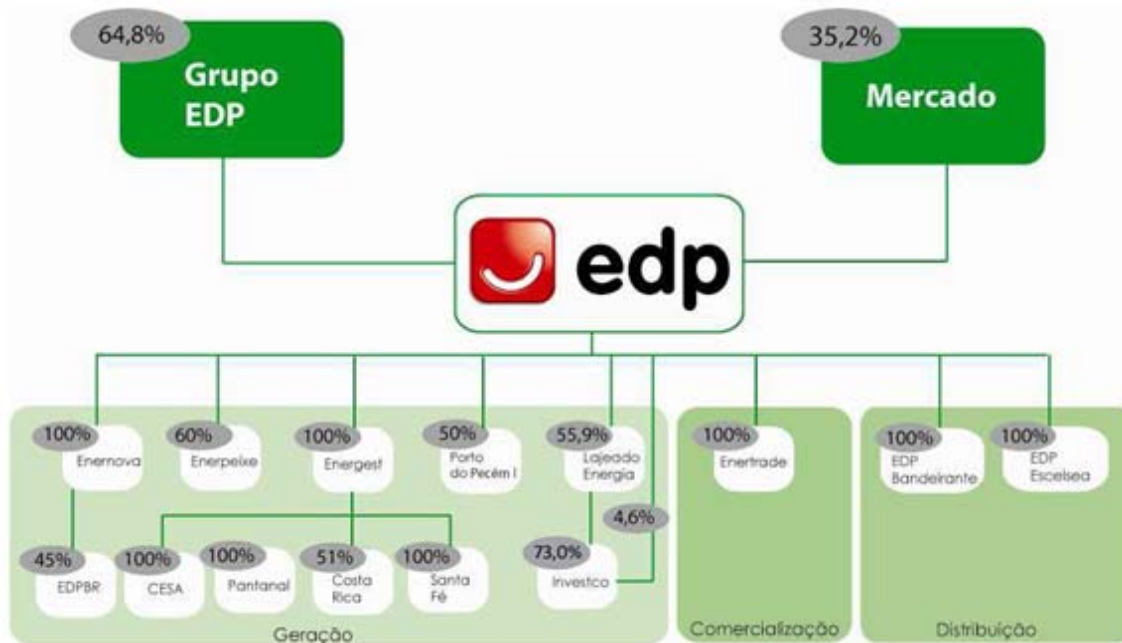 64,8%
Grupo
EDP
35,2%
Mercado
edp
100%
Enernova
60%
Enerpeixe
100%
Energest
50%
Porto
do Pecém I
55,9%
Lajeado
Energia
4,6%
45%
EDPBR
100%
CESA
100%
Pantanal
51%
Costa
Rica
100%
Santa
Fé
73,0%
Investco
Geração
100%
Enertrade
Comercialização
100%
EDP
Bandeirante
100%
EDP
Escelsea
Distribuição